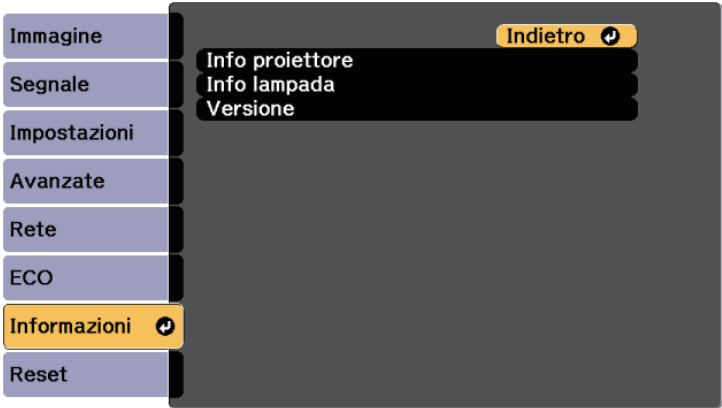 Immagine
Segnale
Impostazioni
Avanzate
Rete
ECO
Informazioni
Reset
Indietro
Info proiettore
Info lampada
Versione